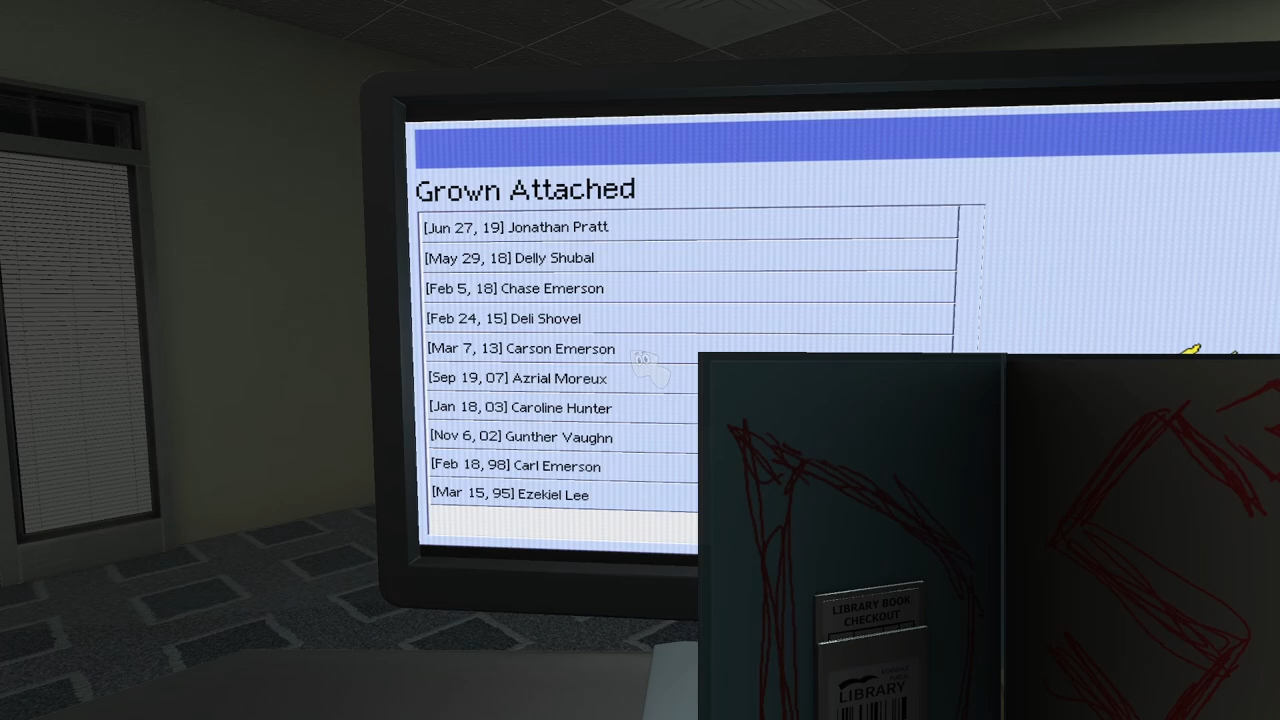 Grown Attached
[Jun 27, 19] Jonathan Pratt
[May 29, 18] Delly Shubal
[Feb 5, 18] Chase Emerson
[Feb 24, 15] Deli Shovel
[Mar 7, 13] Carson Emerson
[Sep 19, 07] Azrial Moreux
[Jan 18, 03] Caroline Hunter
[Nov 6, 02] Gunther Vaughn
[Feb 18, 98] Carl Emerson
[Mar 15, 95] Ezekiel Lee
LIBRARY BOOK
CHECKOUT
LIBRARY